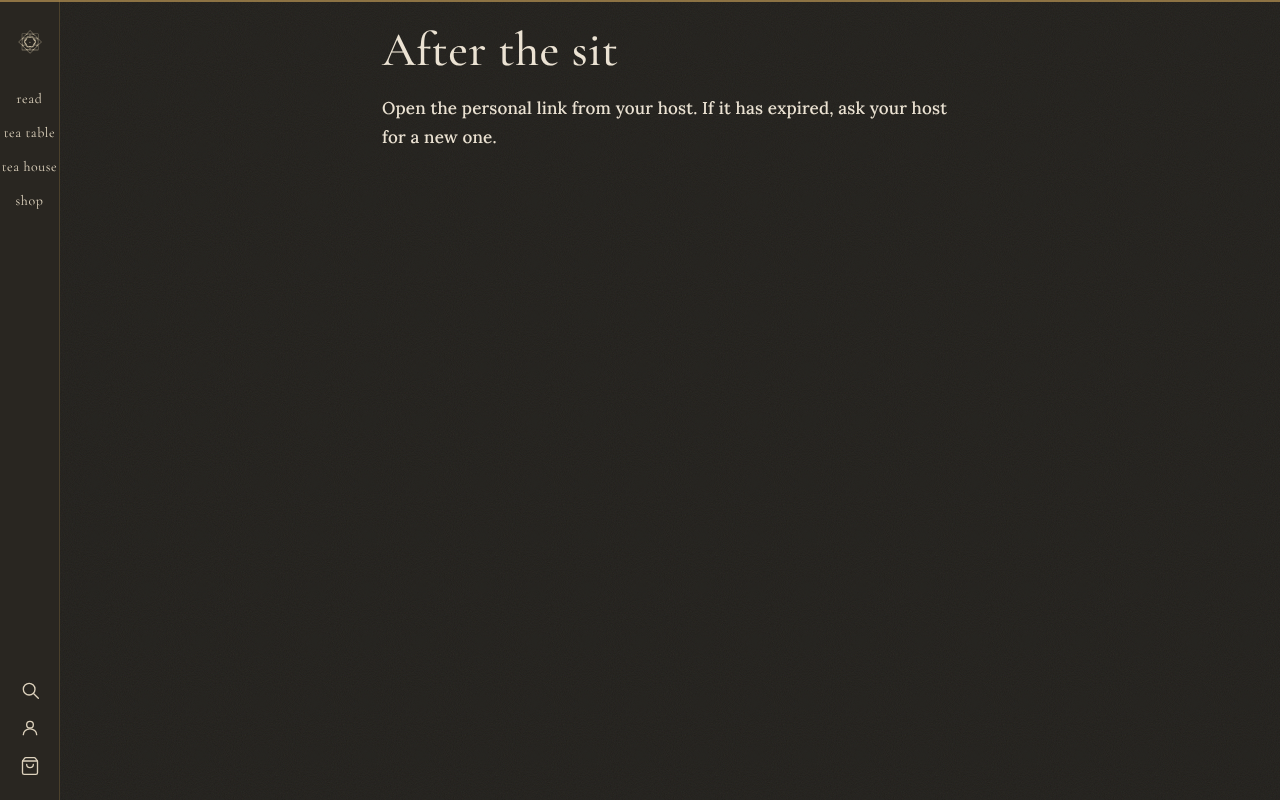 After the sit
Open the personal link from your host. If it has expired, ask your host
for a new one.
read
tea table
tea house
shop